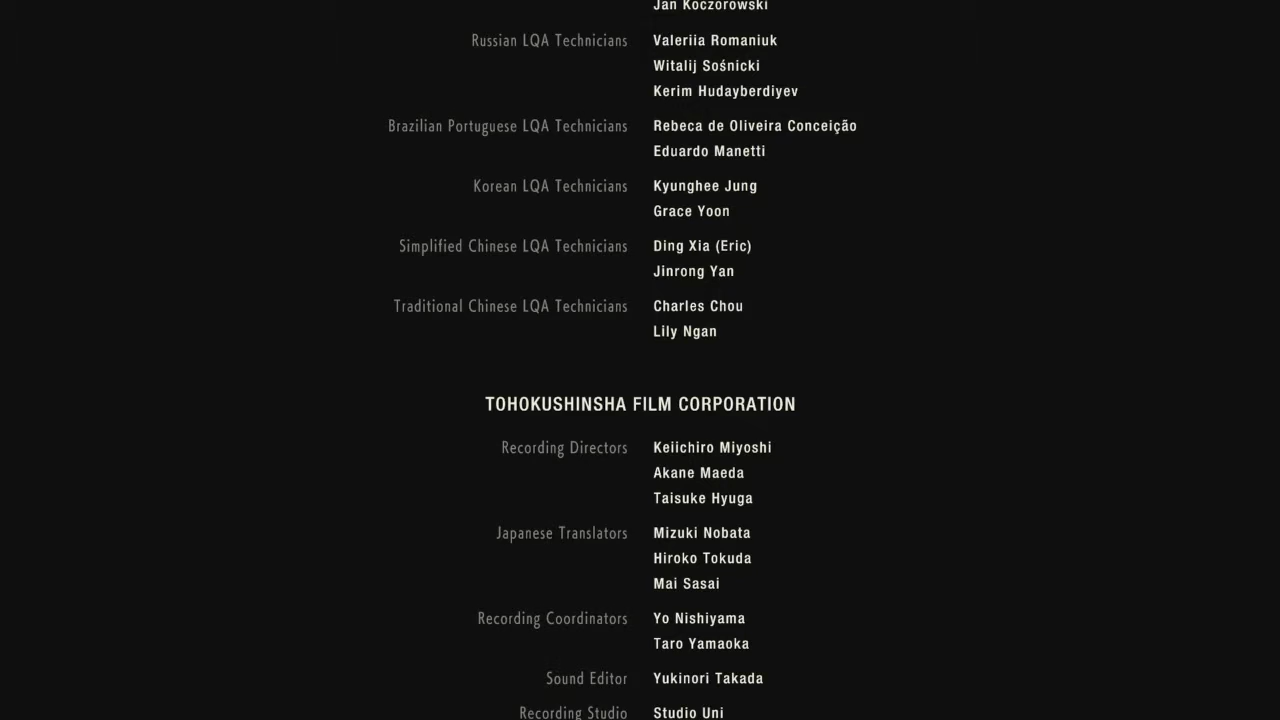 Jan Koczorowski
Russian LQA Technicians Valeriia Romaniuk
Witalij Sośnicki
Kerim Hudayberdiyev
Brazilian Portuguese LQA Technicians Rebeca de Oliveira Conceição
Eduardo Manetti
Korean LQA Technicians Kyunghee Jung
Grace Yoon
Simplified Chinese LQA Technicians Ding Xia (Eric)
Jinrong Yan
Traditional Chinese LQA Technicians Charles Chou
Lily Ngan
TOHOKUSHINSHA FILM CORPORATION
Recording Directors Keiichiro Miyoshi
Akane Maeda
Taisuke Hyuga
Japanese Translators Mizuki Nobata
Hiroko Tokuda
Mai Sasai
Recording Coordinators Yo Nishiyama
Taro Yamaoka
Sound Editor Yukinori Takada
Recording Studio Studio Uni